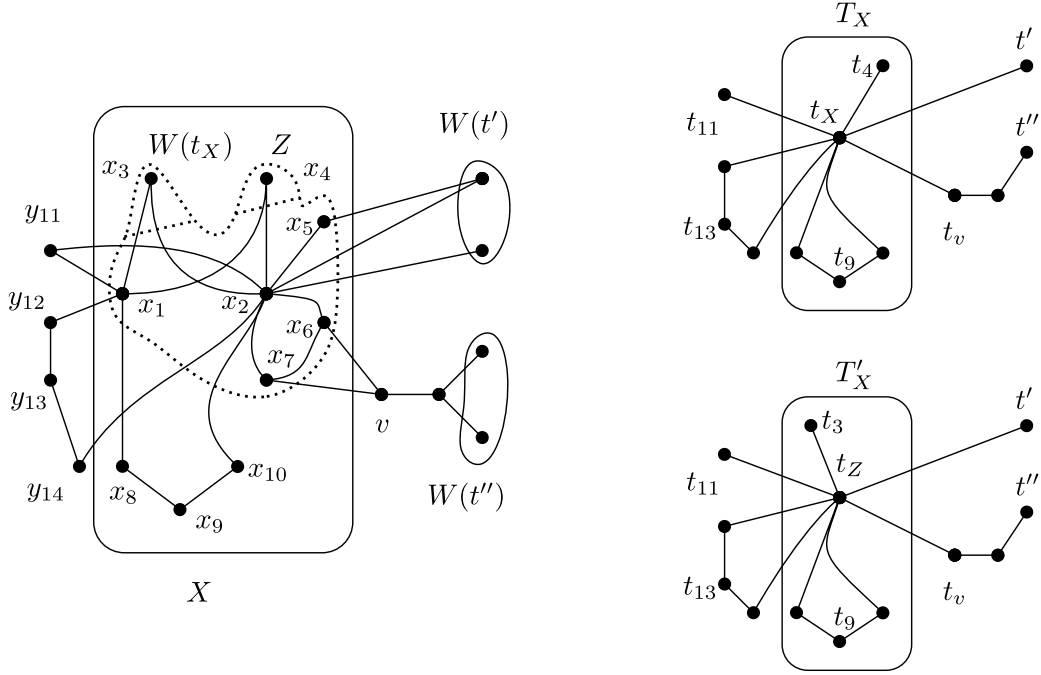 W(t_X)
Z
x_3
x_4
W(t')
y_11
x_5
y_12
x_1
x_2
x_6
x_7
y_13
v
y_14
x_8
x_10
x_9
W(t'')
X
T_X
t_4
t'
t_X
t_11
t''
t_13
t_9
t_v
T'_X
t_3
t'
t_Z
t_11
t''
t_13
t_9
t_v